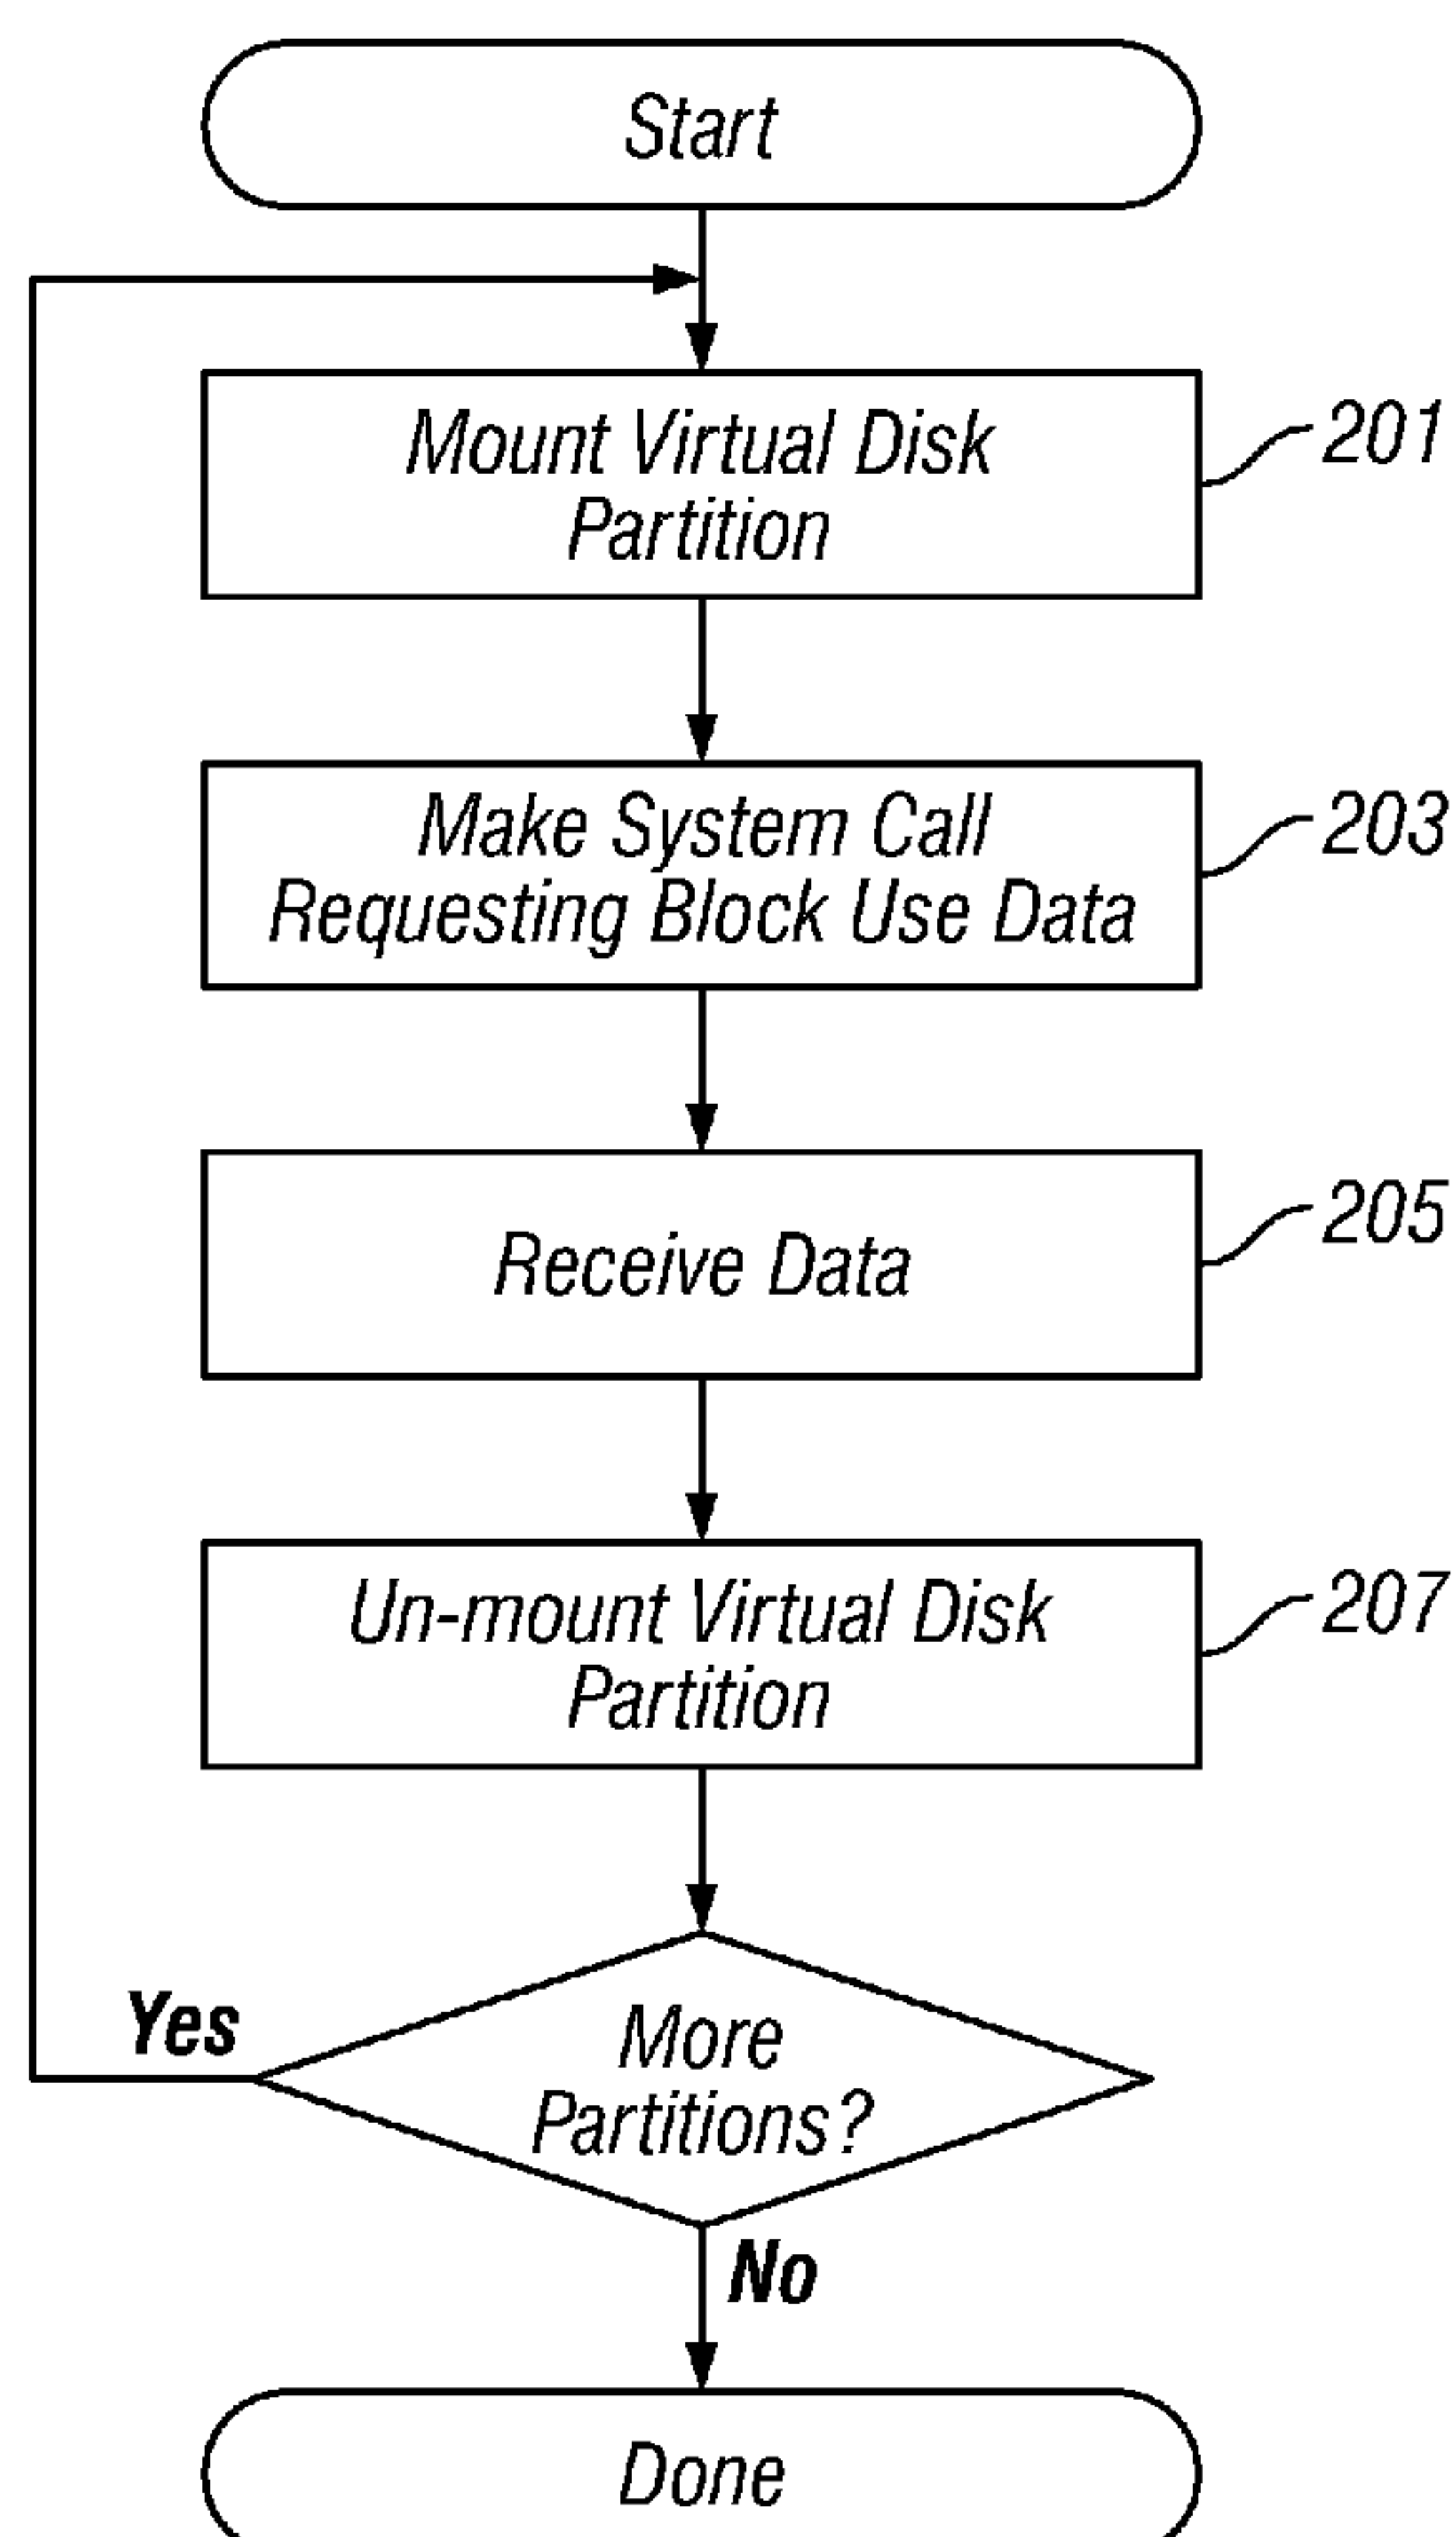 Start
Mount Virtual Disk
Partition
201
Make System Call
Requesting Block Use Data
203
Receive Data
205
Un-mount Virtual Disk
Partition
207
Yes
More
Partitions?
No
Done